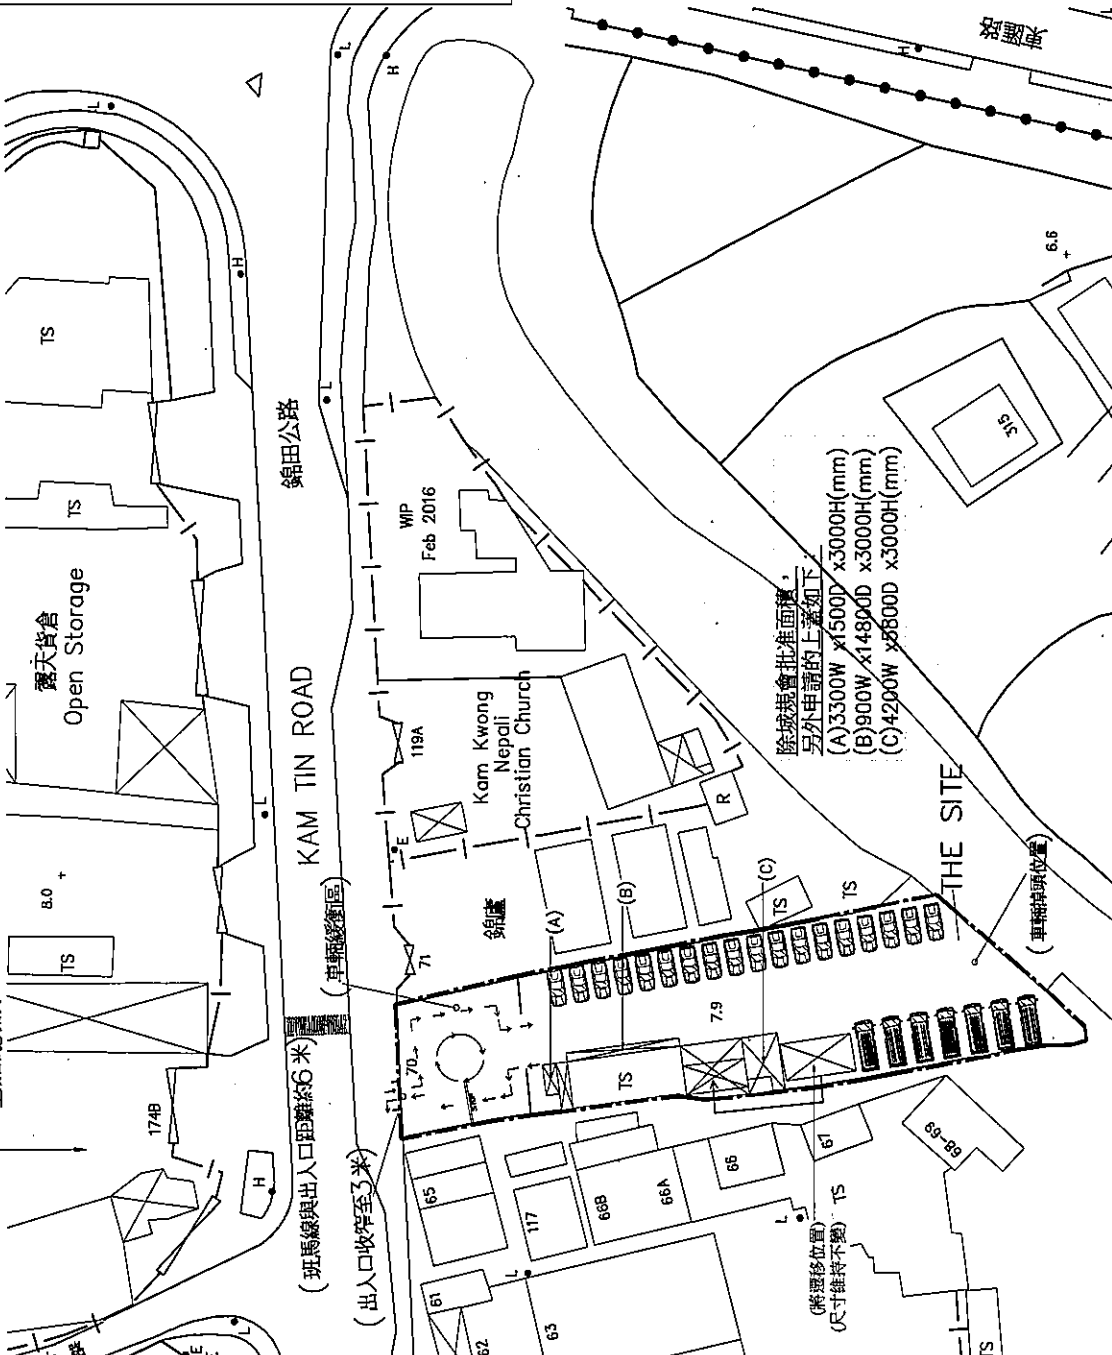 東匯路
H
L
H
L
H
L
TS
錦田公路
TS
WIP
Feb 2016
露天貨倉
Open Storage
KAM TIN ROAD
6.6
315
除城規會批准面積，
另外申請的上蓋如下：
(A)3300W x1500D x3000H(mm)
(B)900W x14800D x3000H(mm)
(C)4200W x5800D x3000H(mm)
119A
Kam Kwong
Nepali
Christian Church
R
L
E
8.0
TS
(車輛緩衝區)
71
錦廬
(A)
(B)
(C)
TS
TS
THE SITE
(車輛掉頭位置)
7.9
70
TS
174B
H
(班馬線與出入口距離約6米)
(出入口收窄至3米)
65
117
66B
66A
66
67
68-69
L
TS
(將遷移位置)
(尺寸維持不變)
61
62
63
L
L
E
TS